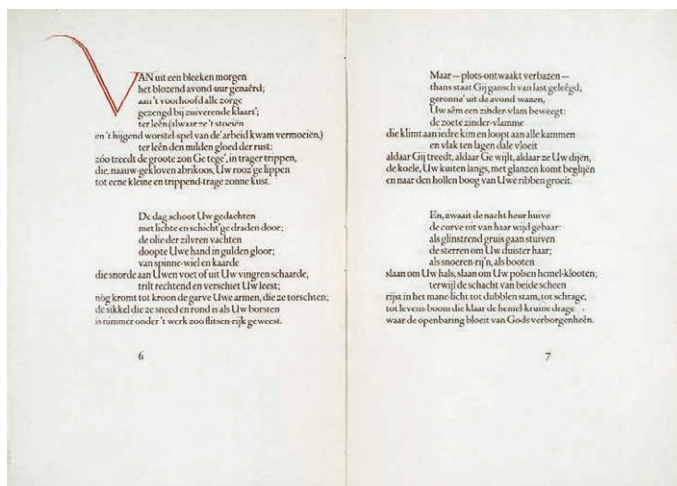 VAN uit een bleeken morgen
het blozend avond-uur genaêrd;
aan 't voorhoofd alle zorge
gezengd bij zuiverende klaart';
ter leên (alwaar ze 't stoeien
en 't hijgend worstel-spel van de' arbeid kwam vermoeien,)
ter leên den milden gloed der rust:
zóo treedt de groote zon Ge tege', in trager trippen,
die, naauw-gekloven abrikoos, Uw rooz'ge lippen
tot eene kleine en trippend-trage zonne kust.
De dag schoot Uw gedachten
met lichte en schicht'ge draden door;
de olie der zilvren vachten
doopte Uwe hand in gulden gloor;
van spinne-wiel en kaarde
die snorde aan Uwen voet of uit Uw vingren schaarde,
trilt rechtend en verschiet Uw leest;
nòg kromt tot kroon de garve Uwe armen, die ze torschten;
de sikkel die ze sneed en rond is als Uw borsten
is nimmer onder 't werk zoo flitsen-rijk geweest.
6
Maar — plots ontwaakt verbazen —
thans staat Gij gansch van last geleêgd,
geronne' uit de avond-wazen,
Uw aêm een zinder-vlam beweegt:
de zoete zinder-vlamme
die klimt aan iedre kim en loopt aan alle kammen
en vlak ten lagen dale vloeit
aldaar Gij treedt, aldaar Ge wijlt, aldaar ze Uw dijen,
de koele, Uw kuiten langs, met glanzen komt beglijên
en naar den hollen boog van Uwe ribben groeit.
En, zwaait de nacht heur huive
de curve uit van haar wijd gebaar:
als glinstrend gruis gaan stuiven
de sterren om Uw duister haar;
als snoeren-rij'n, als booten
slaan om Uw hals, slaan om Uw polsen hemel-klooten;
terwijl de schacht van beide scheen
rijst in het mane-licht tot dubblen stam, tot schrage,
tot levens-boom die klaar de hemel-kruine drage
waar de openbaring bloeit van Gods verborgenheên.
7